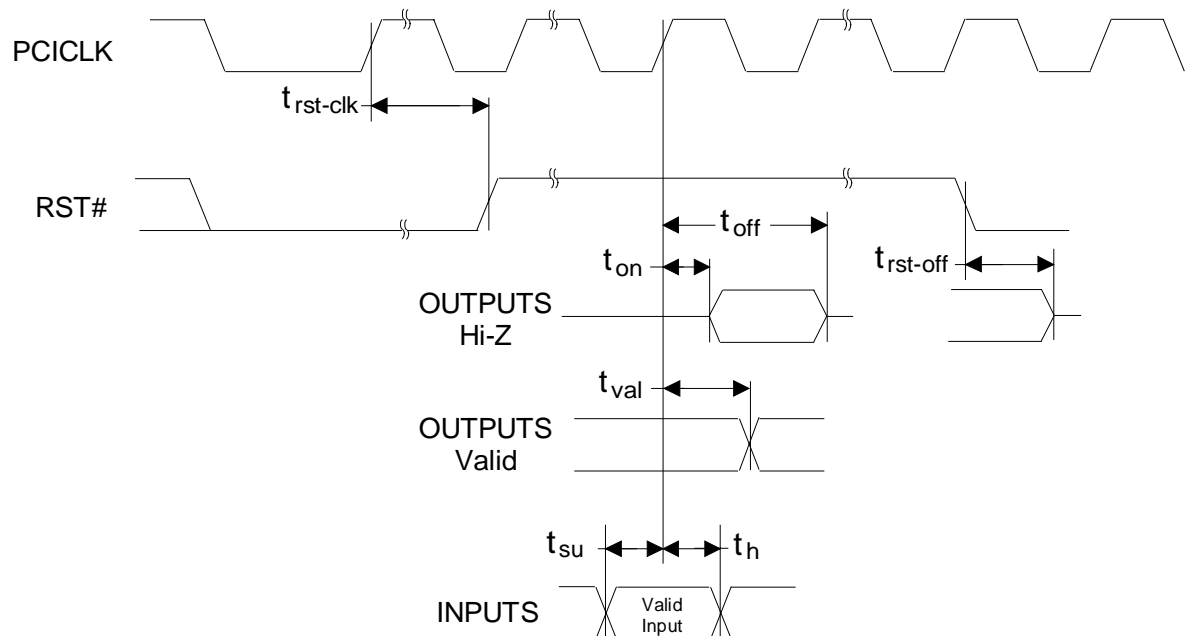 PCICLK
t rst-clk
RST#
t off
t on
t rst-off
OUTPUTS
Hi-Z
t val
OUTPUTS
Valid
t su
t h
INPUTS
Valid
Input